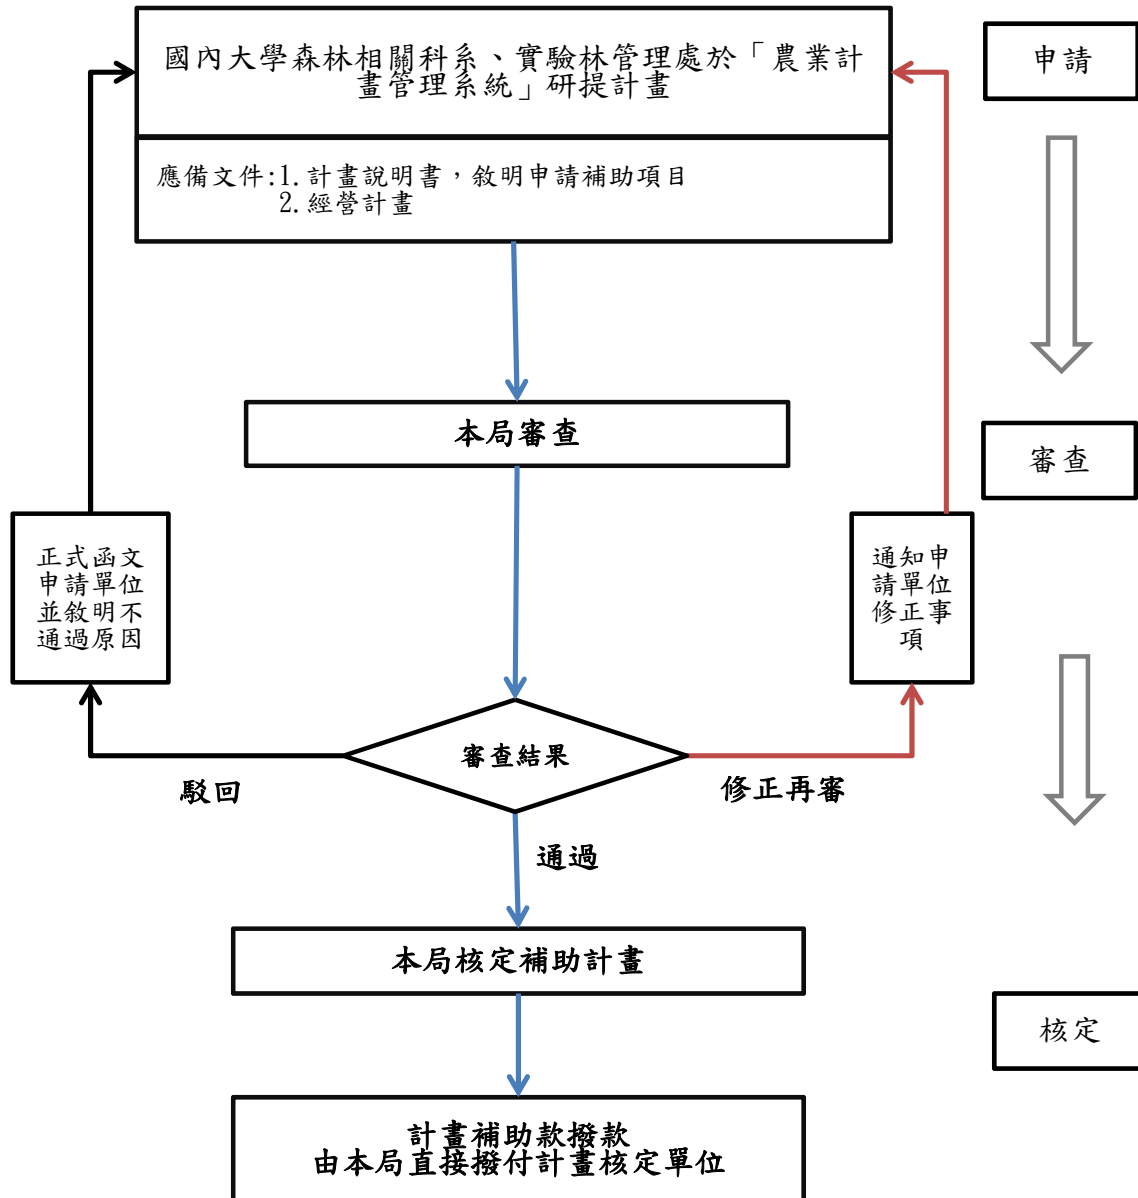 國內大學森林相關科系、實驗林管理處於「農業計
畫管理系統」研提計畫
申請
應備文件:1.計畫說明書，敘明申請補助項目
2.經營計畫
本局審查
審查
正式函文
申請單位
並敘明不
通過原因
通知申
請單位
修正事
項
審查結果
駁回
修正再審
通過
本局核定補助計畫
核定
計畫補助款撥款
由本局直接撥付計畫核定單位